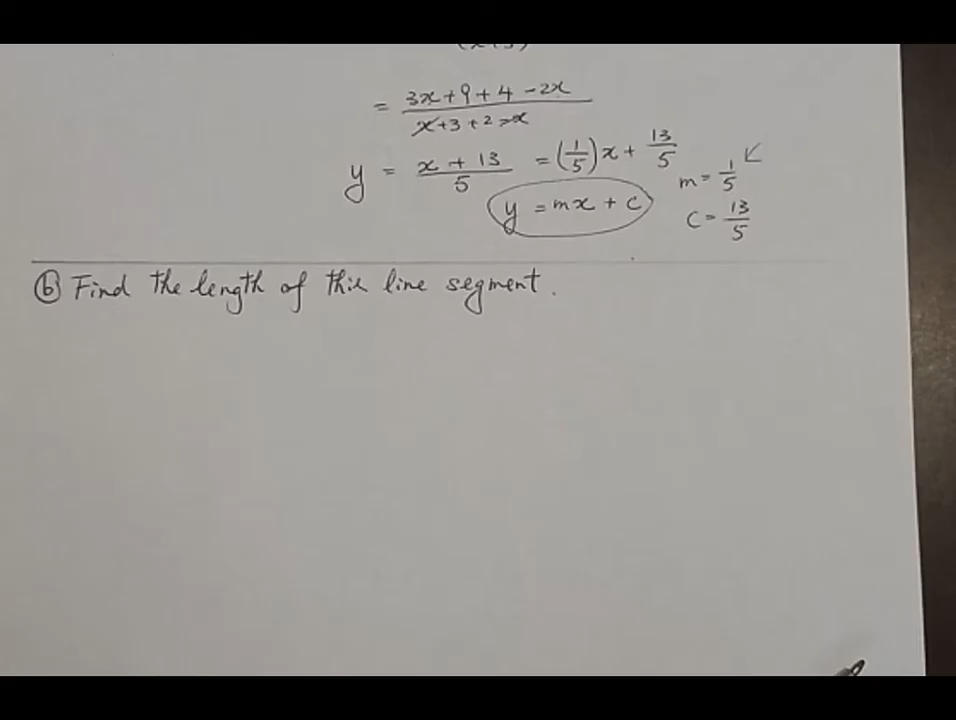 = (3x + 9 + 4 - 2x) / (x + 3 + 2 - x)
y = (x + 13) / 5 = (1/5)x + 13/5
m = 1/5
y = mx + c
c = 13/5
(b) Find the length of this line segment.